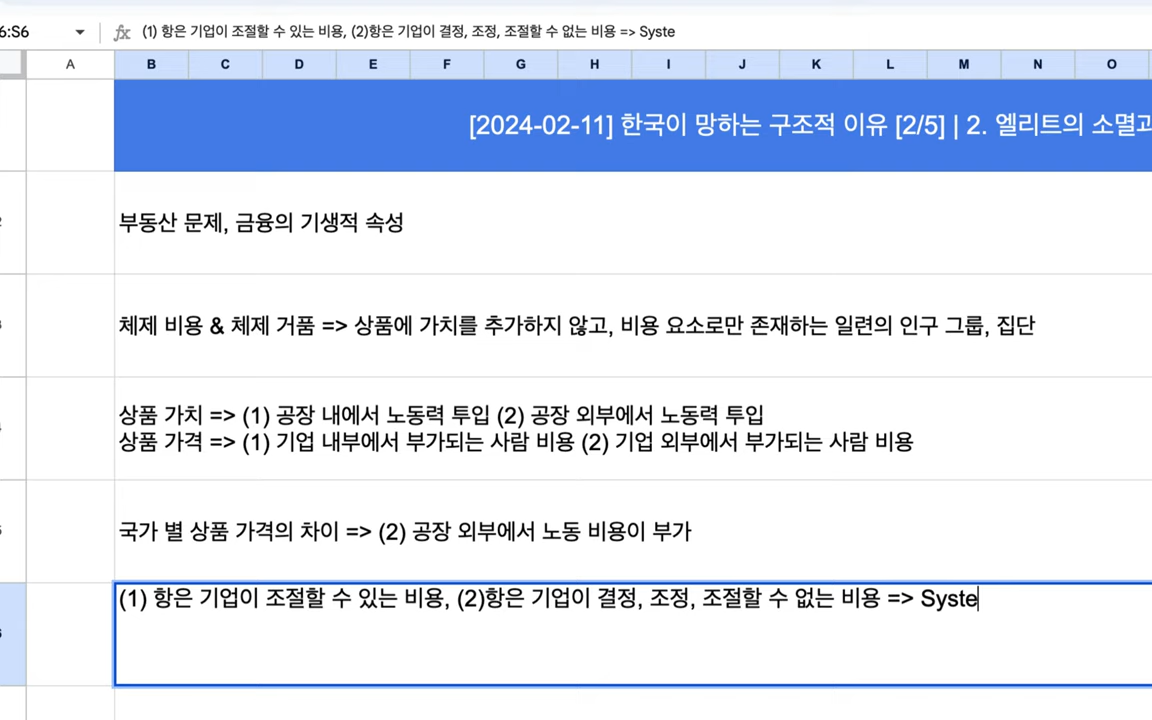 6:S6
fx (1) 항은 기업이 조절할 수 있는 비용, (2)항은 기업이 결정, 조정, 조절할 수 없는 비용 => Syste
A B C D E F G H I J K L M N O
[2024-02-11] 한국이 망하는 구조적 이유 [2/5] | 2. 엘리트의 소멸과
부동산 문제, 금융의 기생적 속성
체제 비용 & 체제 거품 => 상품에 가치를 추가하지 않고, 비용 요소로만 존재하는 일련의 인구 그룹, 집단
상품 가치 => (1) 공장 내에서 노동력 투입 (2) 공장 외부에서 노동력 투입
상품 가격 => (1) 기업 내부에서 부가되는 사람 비용 (2) 기업 외부에서 부가되는 사람 비용
국가 별 상품 가격의 차이 => (2) 공장 외부에서 노동 비용이 부가
(1) 항은 기업이 조절할 수 있는 비용, (2)항은 기업이 결정, 조정, 조절할 수 없는 비용 => Syste